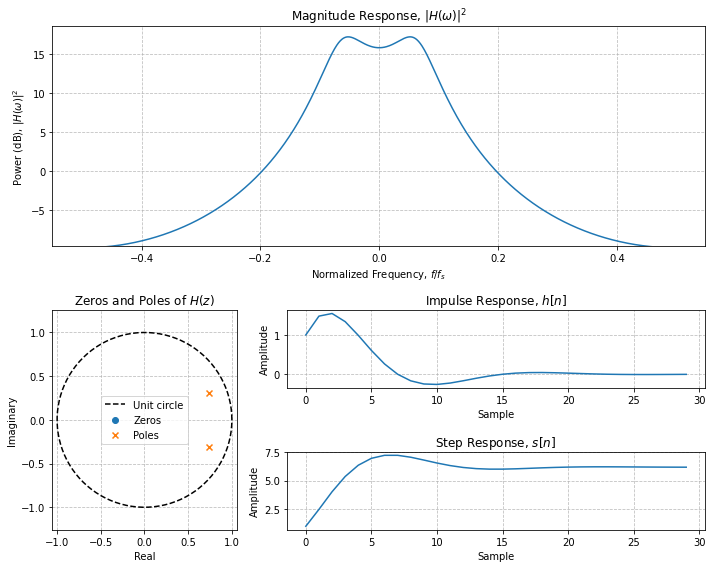 Magnitude Response, |H(ω)|²
Power (dB), |H(ω)|²
15
10
5
0
−5
−0.4
−0.2
0.0
0.2
0.4
Normalized Frequency, f/fₛ
Zeros and Poles of H(z)
Imaginary
1.0
0.5
0.0
−0.5
−1.0
Unit circle
Zeros
Poles
−1.0
−0.5
0.0
0.5
1.0
Real
Impulse Response, h[n]
Amplitude
1
0
0
5
10
15
20
25
30
Sample
Step Response, s[n]
Amplitude
7.5
5.0
2.5
0
5
10
15
20
25
30
Sample